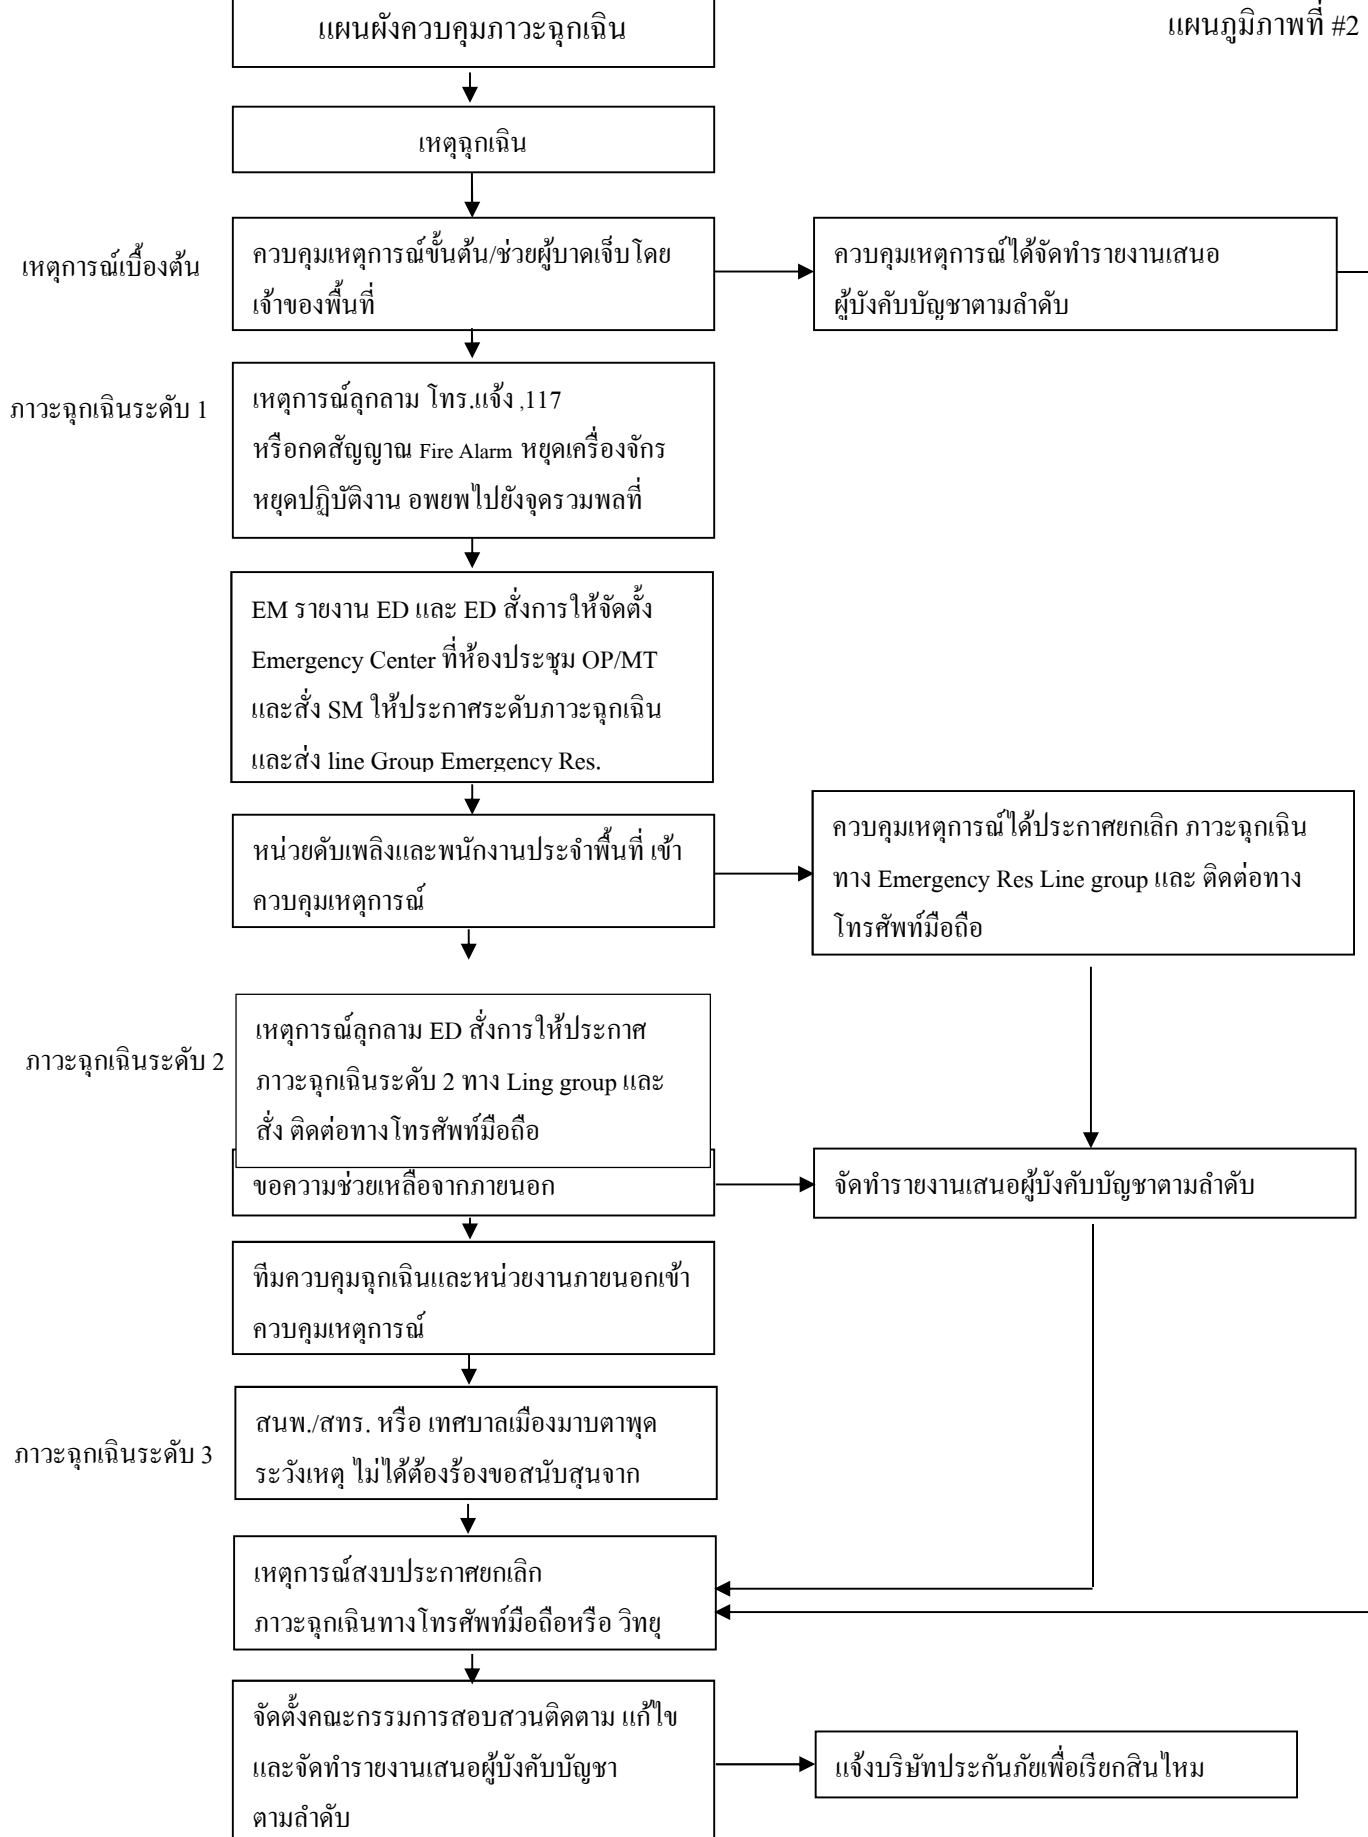 แผนผังควบคุมภาวะฉุกเฉิน
แผนภูมิภาพที่ #2
เหตุฉุกเฉิน
เหตุการณ์เบื้องต้น
ควบคุมเหตุการณ์ขั้นต้น/ช่วยผู้บาดเจ็บโดย
เจ้าของพื้นที่
ควบคุมเหตุการณ์ได้จัดทำรายงานเสนอ
ผู้บังคับบัญชาตามลำดับ
ภาวะฉุกเฉินระดับ 1
เหตุการณ์ลุกลาม โทร.แจ้ง ,117
หรือกดสัญญาณ Fire Alarm หยุดเครื่องจักร
หยุดปฏิบัติงาน อพยพไปยังจุดรวมพลที่
EM รายงาน ED และ ED สั่งการให้จัดตั้ง
Emergency Center ที่ห้องประชุม OP/MT
และสั่ง SM ให้ประกาศระดับภาวะฉุกเฉิน
และส่ง line Group Emergency Res.
หน่วยดับเพลิงและพนักงานประจำพื้นที่ เข้า
ควบคุมเหตุการณ์
ควบคุมเหตุการณ์ได้ประกาศยกเลิก ภาวะฉุกเฉิน
ทาง Emergency Res Line group และ ติดต่อทาง
โทรศัพท์มือถือ
ภาวะฉุกเฉินระดับ 2
เหตุการณ์ลุกลาม ED สั่งการให้ประกาศ
ภาวะฉุกเฉินระดับ 2 ทาง Ling group และ
สั่ง ติดต่อทางโทรศัพท์มือถือ
ขอความช่วยเหลือจากภายนอก
จัดทำรายงานเสนอผู้บังคับบัญชาตามลำดับ
ทีมควบคุมฉุกเฉินและหน่วยงานภายนอกเข้า
ควบคุมเหตุการณ์
ภาวะฉุกเฉินระดับ 3
สนพ./สทร. หรือ เทศบาลเมืองมาบตาพุด
ระวังเหตุ ไม่ได้ต้องร้องขอสนับสุนจาก
เหตุการณ์สงบประกาศยกเลิก
ภาวะฉุกเฉินทางโทรศัพท์มือถือหรือ วิทยุ
จัดตั้งคณะกรรมการสอบสวนติดตาม แก้ไข
และจัดทำรายงานเสนอผู้บังคับบัญชา
ตามลำดับ
แจ้งบริษัทประกันภัยเพื่อเรียกสินไหม